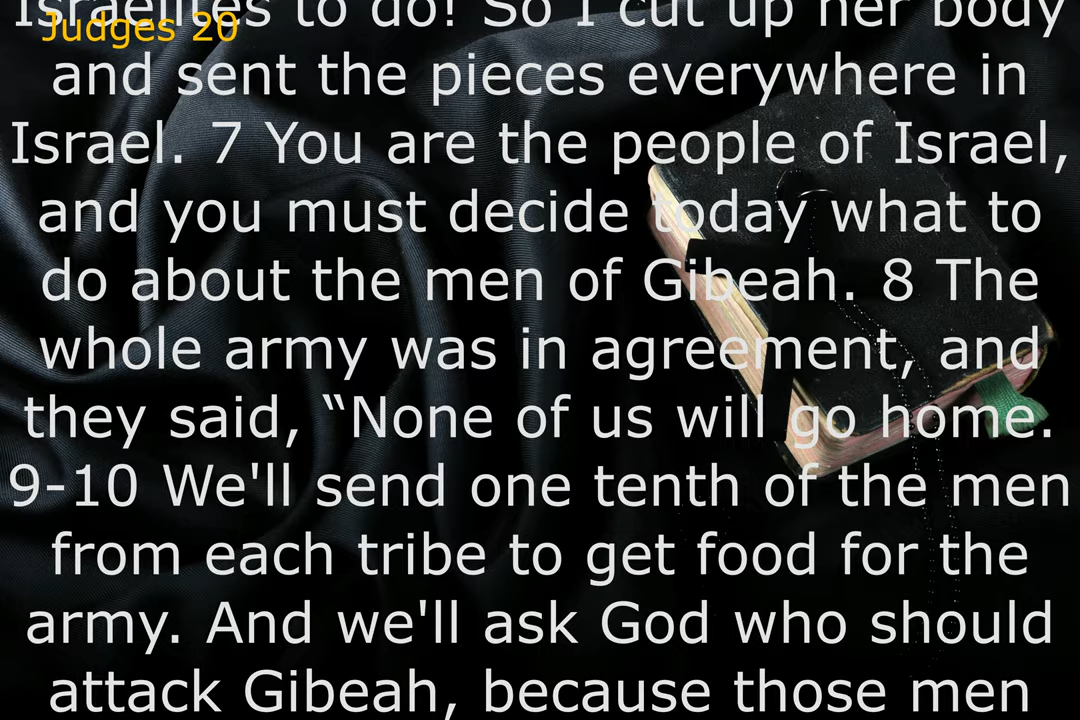 Israelites to do! So I cut up her body
Judges 20
and sent the pieces everywhere in
Israel. 7 You are the people of Israel,
and you must decide today what to
do about the men of Gibeah. 8 The
whole army was in agreement, and
they said, “None of us will go home.
9-10 We'll send one tenth of the men
from each tribe to get food for the
army. And we'll ask God who should
attack Gibeah, because those men